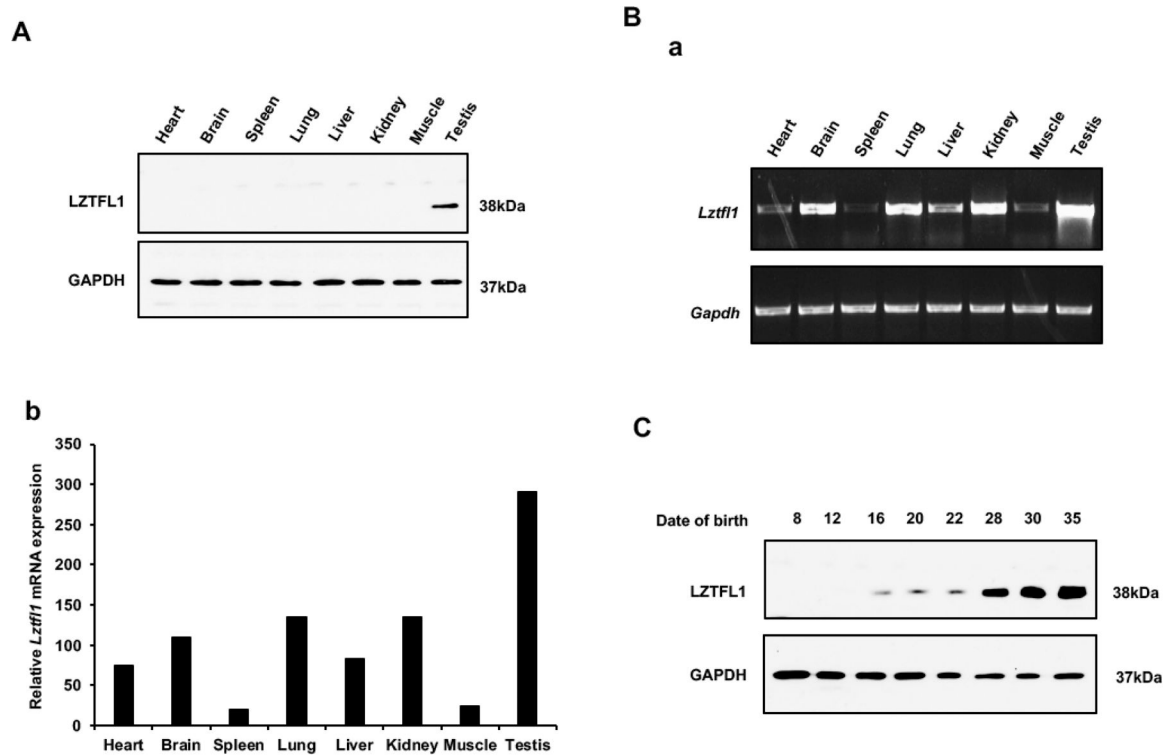 A
Heart Brain Spleen Lung Liver Kidney Muscle Testis
LZTFL1 38kDa
GAPDH 37kDa
B
a
Heart Brain Spleen Lung Liver Kidney Muscle Testis
Lztfl1
Gapdh
b
Relative Lztfl1 mRNA expression
350
300
250
200
150
100
50
0
Heart Brain Spleen Lung Liver Kidney Muscle Testis
C
Date of birth 8 12 16 20 22 28 30 35
LZTFL1 38kDa
GAPDH 37kDa